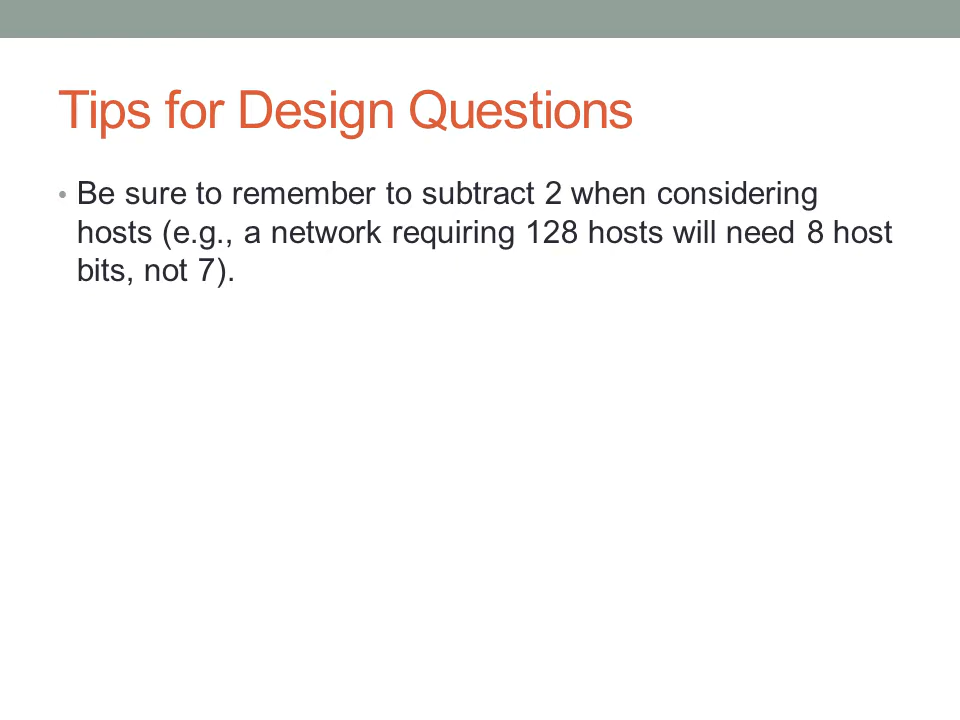 Tips for Design Questions
• Be sure to remember to subtract 2 when considering
hosts (e.g., a network requiring 128 hosts will need 8 host
bits, not 7).